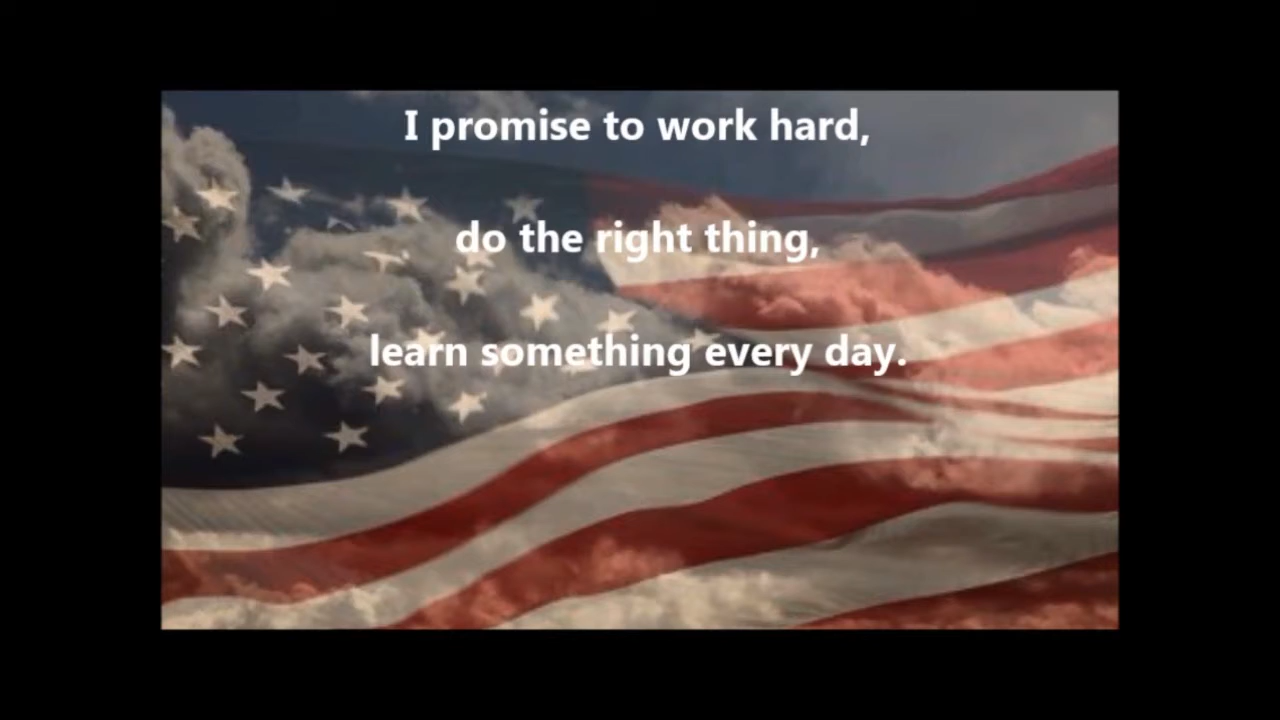 I promise to work hard,
do the right thing,
learn something every day.